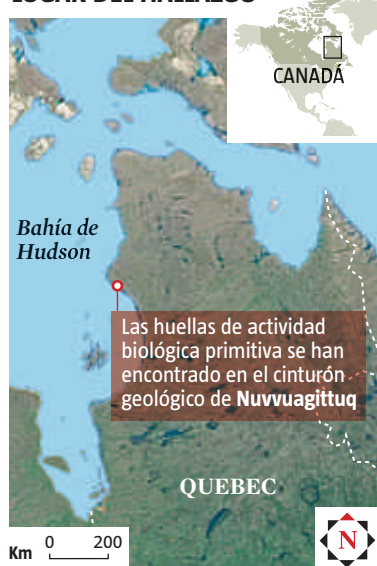 LUGAR DEL HALLAZGO
CANADÁ
Bahía de
Hudson
Las huellas de actividad
biológica primitiva se han
encontrado en el cinturón
geológico de Nuvvuagittuq
QUEBEC
Km 0 200
N